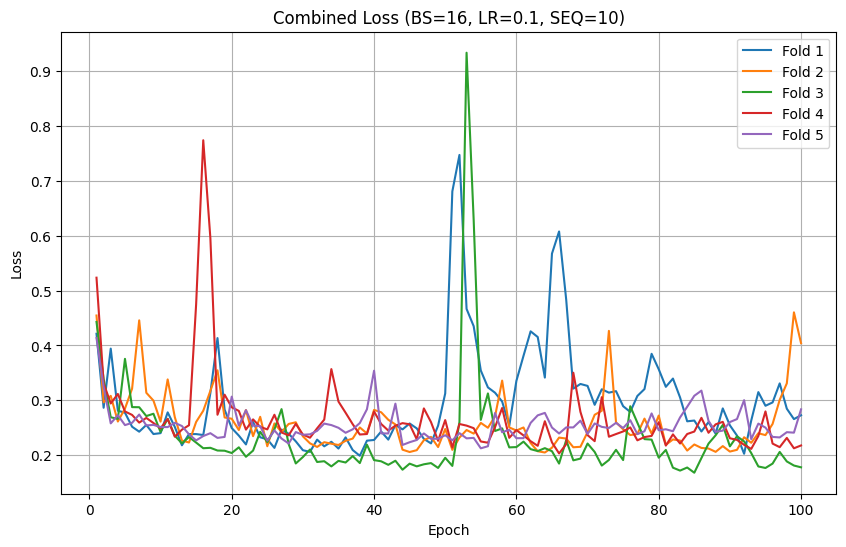 Combined Loss (BS=16, LR=0.1, SEQ=10)
Fold 1
Fold 2
Fold 3
Fold 4
Fold 5
Loss
0.9
0.8
0.7
0.6
0.5
0.4
0.3
0.2
0 20 40 60 80 100
Epoch